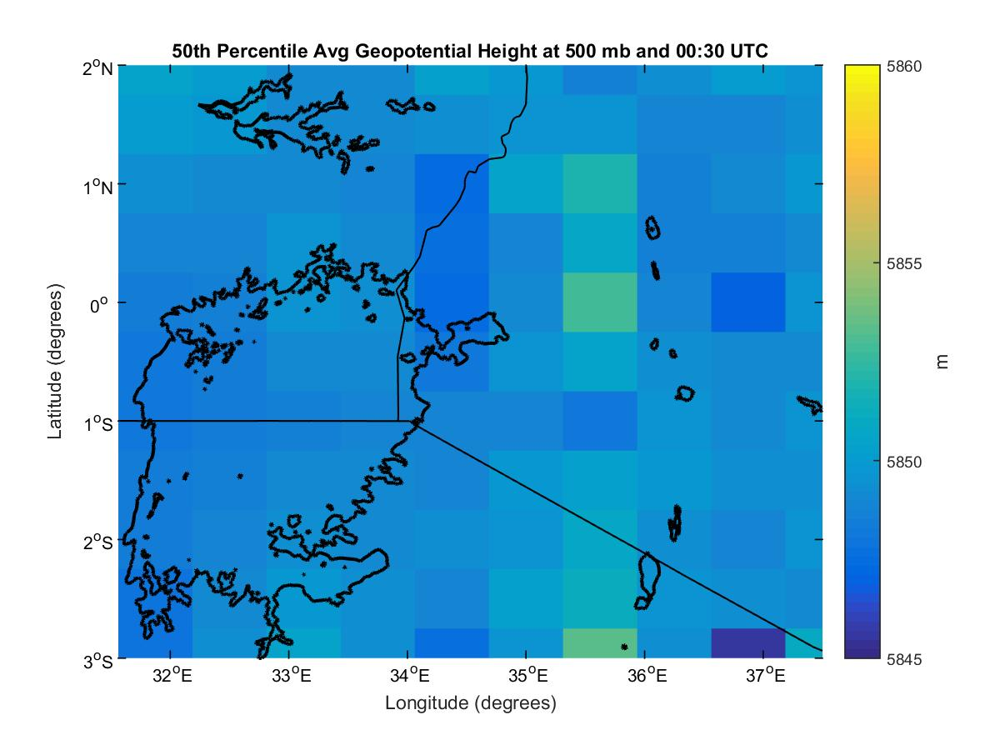 50th Percentile Avg Geopotential Height at 500 mb and 00:30 UTC
2°N
1°N
0°
1°S
2°S
3°S
Latitude (degrees)
32°E 33°E 34°E 35°E 36°E 37°E
Longitude (degrees)
5860
5855
5850
5845
m